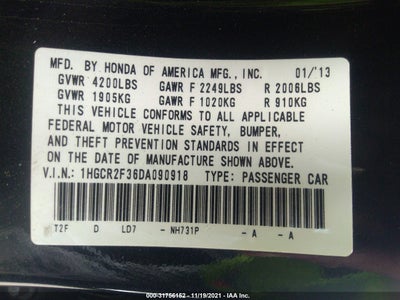 MFD. BY HONDA OF AMERICA MFG., INC. 01/'13
GVWR 4200LBS GAWR F 2249LBS R 2006LBS
GVWR 1905KG GAWR F 1020KG R 910KG
THIS VEHICLE CONFORMS TO ALL APPLICABLE
FEDERAL MOTOR VEHICLE SAFETY, BUMPER,
AND THEFT PREVENTION STANDARDS IN EFFECT
ON THE DATE OF MANUFACTURE SHOWN ABOVE.
V.I.N.: 1HGCR2F36DA090918 TYPE: PASSENGER CAR
T2F D LD7 - NH731P - A - A
000-31756152 - 11/19/2021 - IAA Inc.